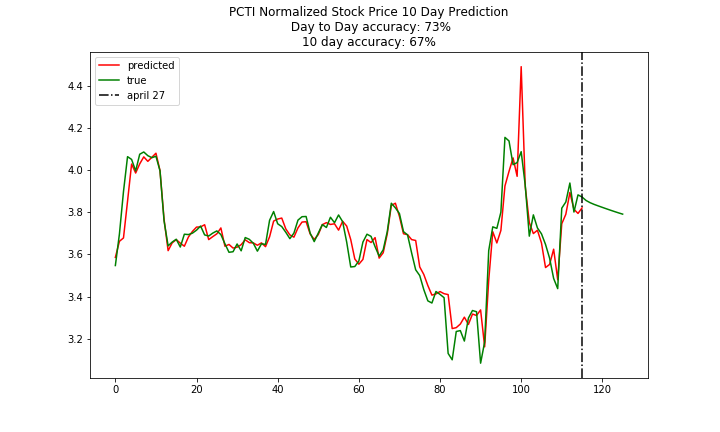 PCTI Normalized Stock Price 10 Day Prediction
Day to Day accuracy: 73%
10 day accuracy: 67%
predicted
true
april 27
4.4
4.2
4.0
3.8
3.6
3.4
3.2
0 20 40 60 80 100 120